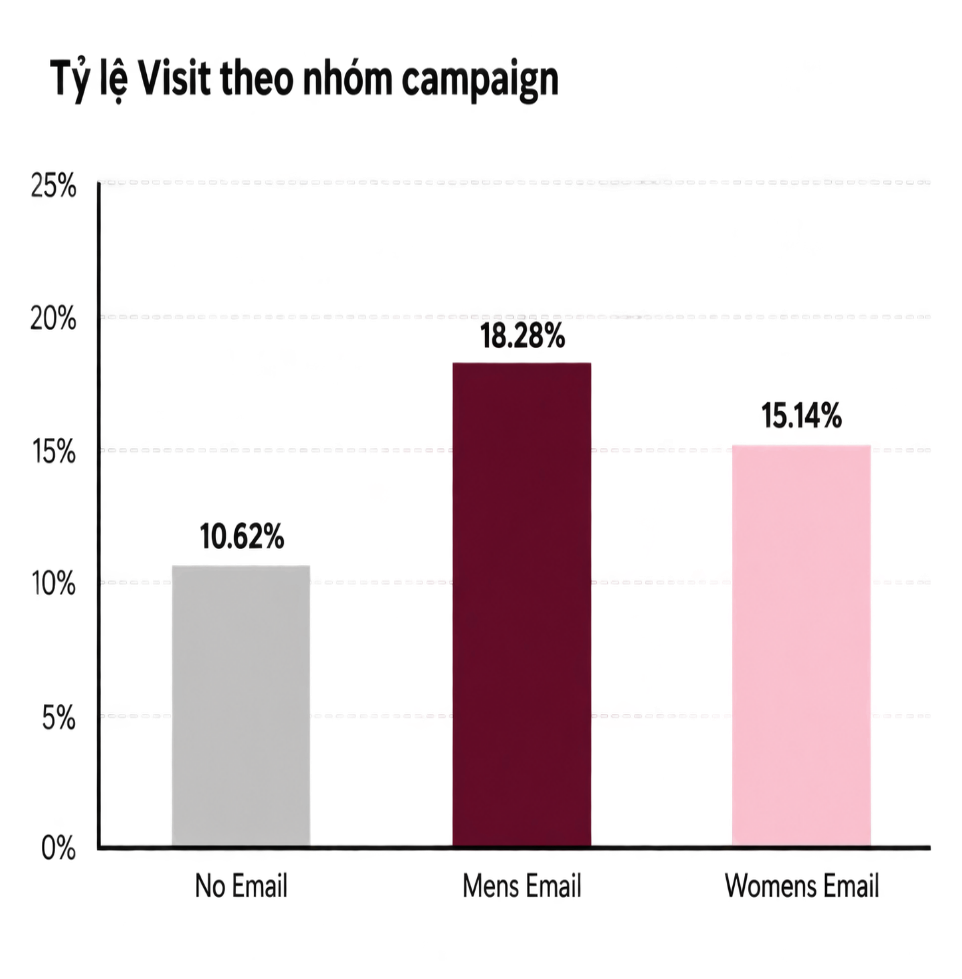 Tỷ lệ Visit theo nhóm campaign
25%
20%
18.28%
15.14%
15%
10.62%
10%
5%
0%
No Email
Mens Email
Womens Email